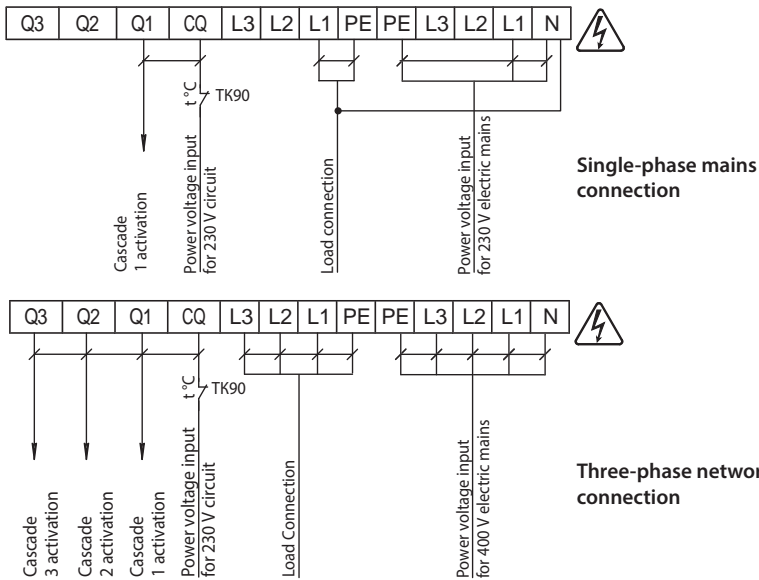 Q3 Q2 Q1 CQ L3 L2 L1 PE PE L3 L2 L1 N
t °C
TK90
Cascade
1 activation
Power voltage input
for 230 V circuit
Load connection
Power voltage input
for 230 V electric mains
Single-phase mains
connection
Q3 Q2 Q1 CQ L3 L2 L1 PE PE L3 L2 L1 N
t °C
TK90
Cascade
3 activation
Cascade
2 activation
Cascade
1 activation
Power voltage input
for 230 V circuit
Load Connection
Power voltage input
for 400 V electric mains
Three-phase network
connection